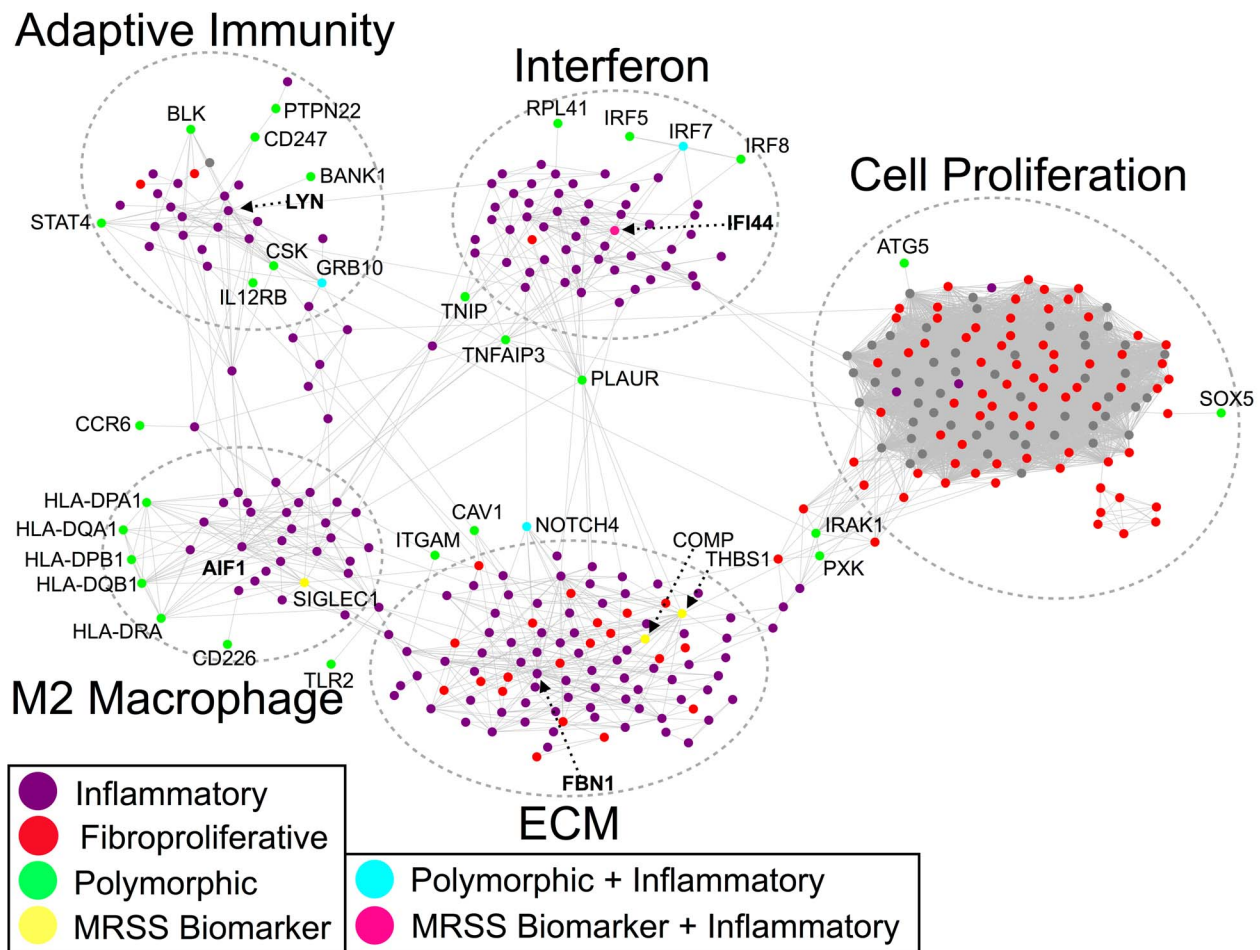 Adaptive Immunity
Interferon
Cell Proliferation
BLK
PTPN22
CD247
BANK1
LYN
STAT4
CSK
GRB10
IL12RB
RPL41
IRF5
IRF7
IRF8
IFI44
TNIP
TNFAIP3
PLAUR
ATG5
SOX5
CCR6
HLA-DPA1
HLA-DQA1
HLA-DPB1
HLA-DQB1
HLA-DRA
AIF1
SIGLEC1
CD226
TLR2
M2 Macrophage
ITGAM
CAV1
NOTCH4
COMP
THBS1
IRAK1
PXK
FBN1
ECM
Inflammatory
Fibroproliferative
Polymorphic
MRSS Biomarker
Polymorphic + Inflammatory
MRSS Biomarker + Inflammatory